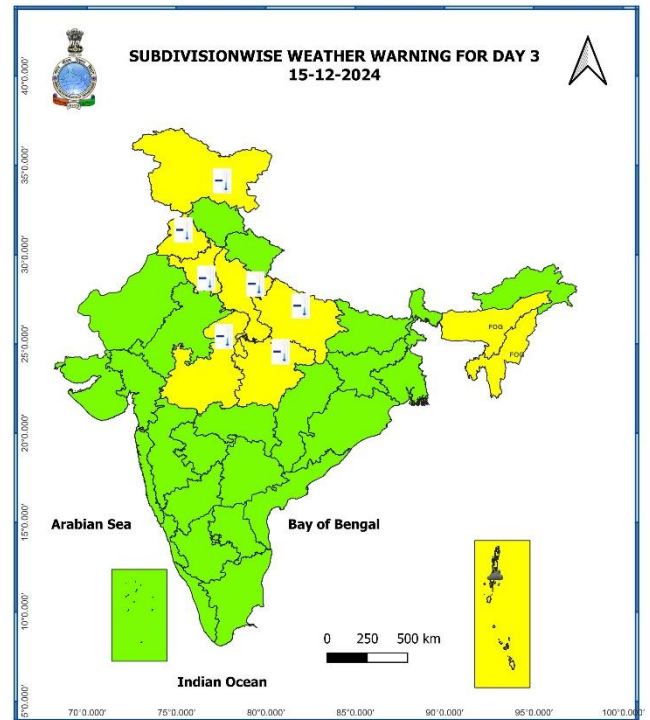 SUBDIVISIONWISE WEATHER WARNING FOR DAY 3
15-12-2024
40°0.000'
35°0.000'
30°0.000'
25°0.000'
20°0.000'
15°0.000'
10°0.000'
5°0.000'
FOG
FOG
Arabian Sea
Bay of Bengal
0 250 500 km
Indian Ocean
70°0.000' 75°0.000' 80°0.000' 85°0.000' 90°0.000' 95°0.000' 100°0.000'